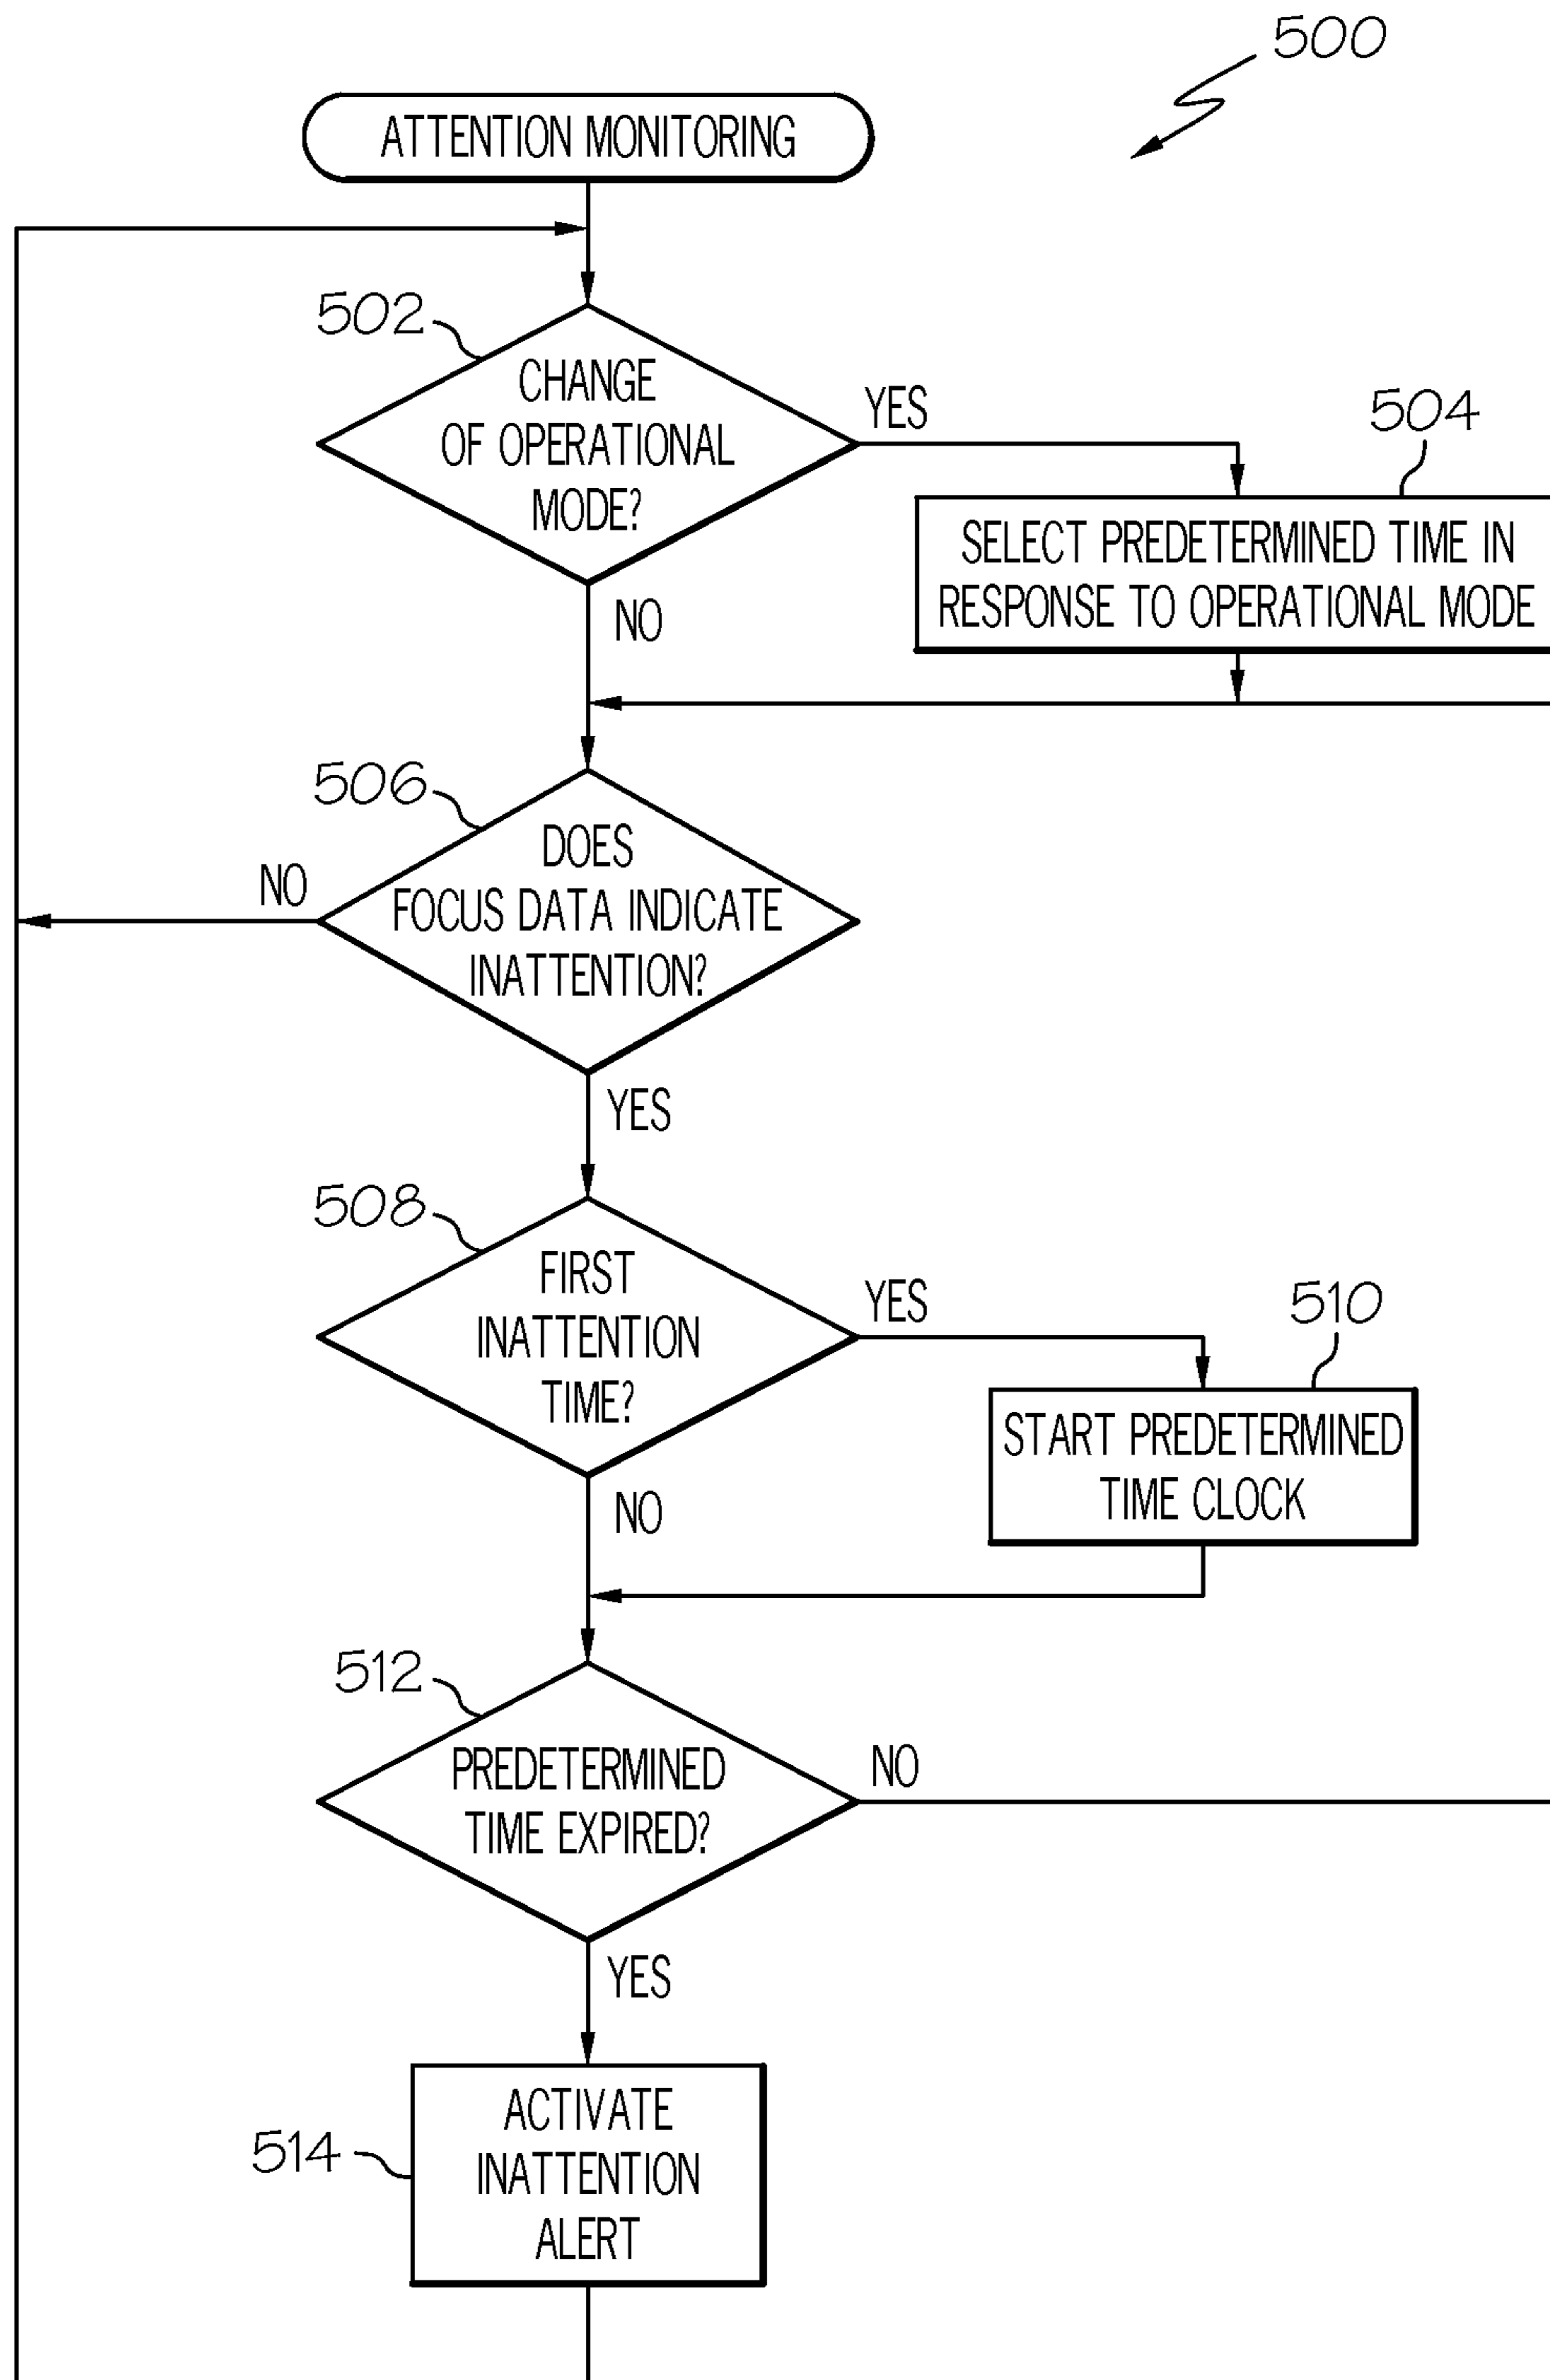 500
ATTENTION MONITORING
502
CHANGE
OF OPERATIONAL
MODE?
YES
504
SELECT PREDETERMINED TIME IN
RESPONSE TO OPERATIONAL MODE
NO
506
DOES
FOCUS DATA INDICATE
INATTENTION?
NO
YES
508
FIRST
INATTENTION
TIME?
YES
510
START PREDETERMINED
TIME CLOCK
NO
512
PREDETERMINED
TIME EXPIRED?
NO
YES
514
ACTIVATE
INATTENTION
ALERT